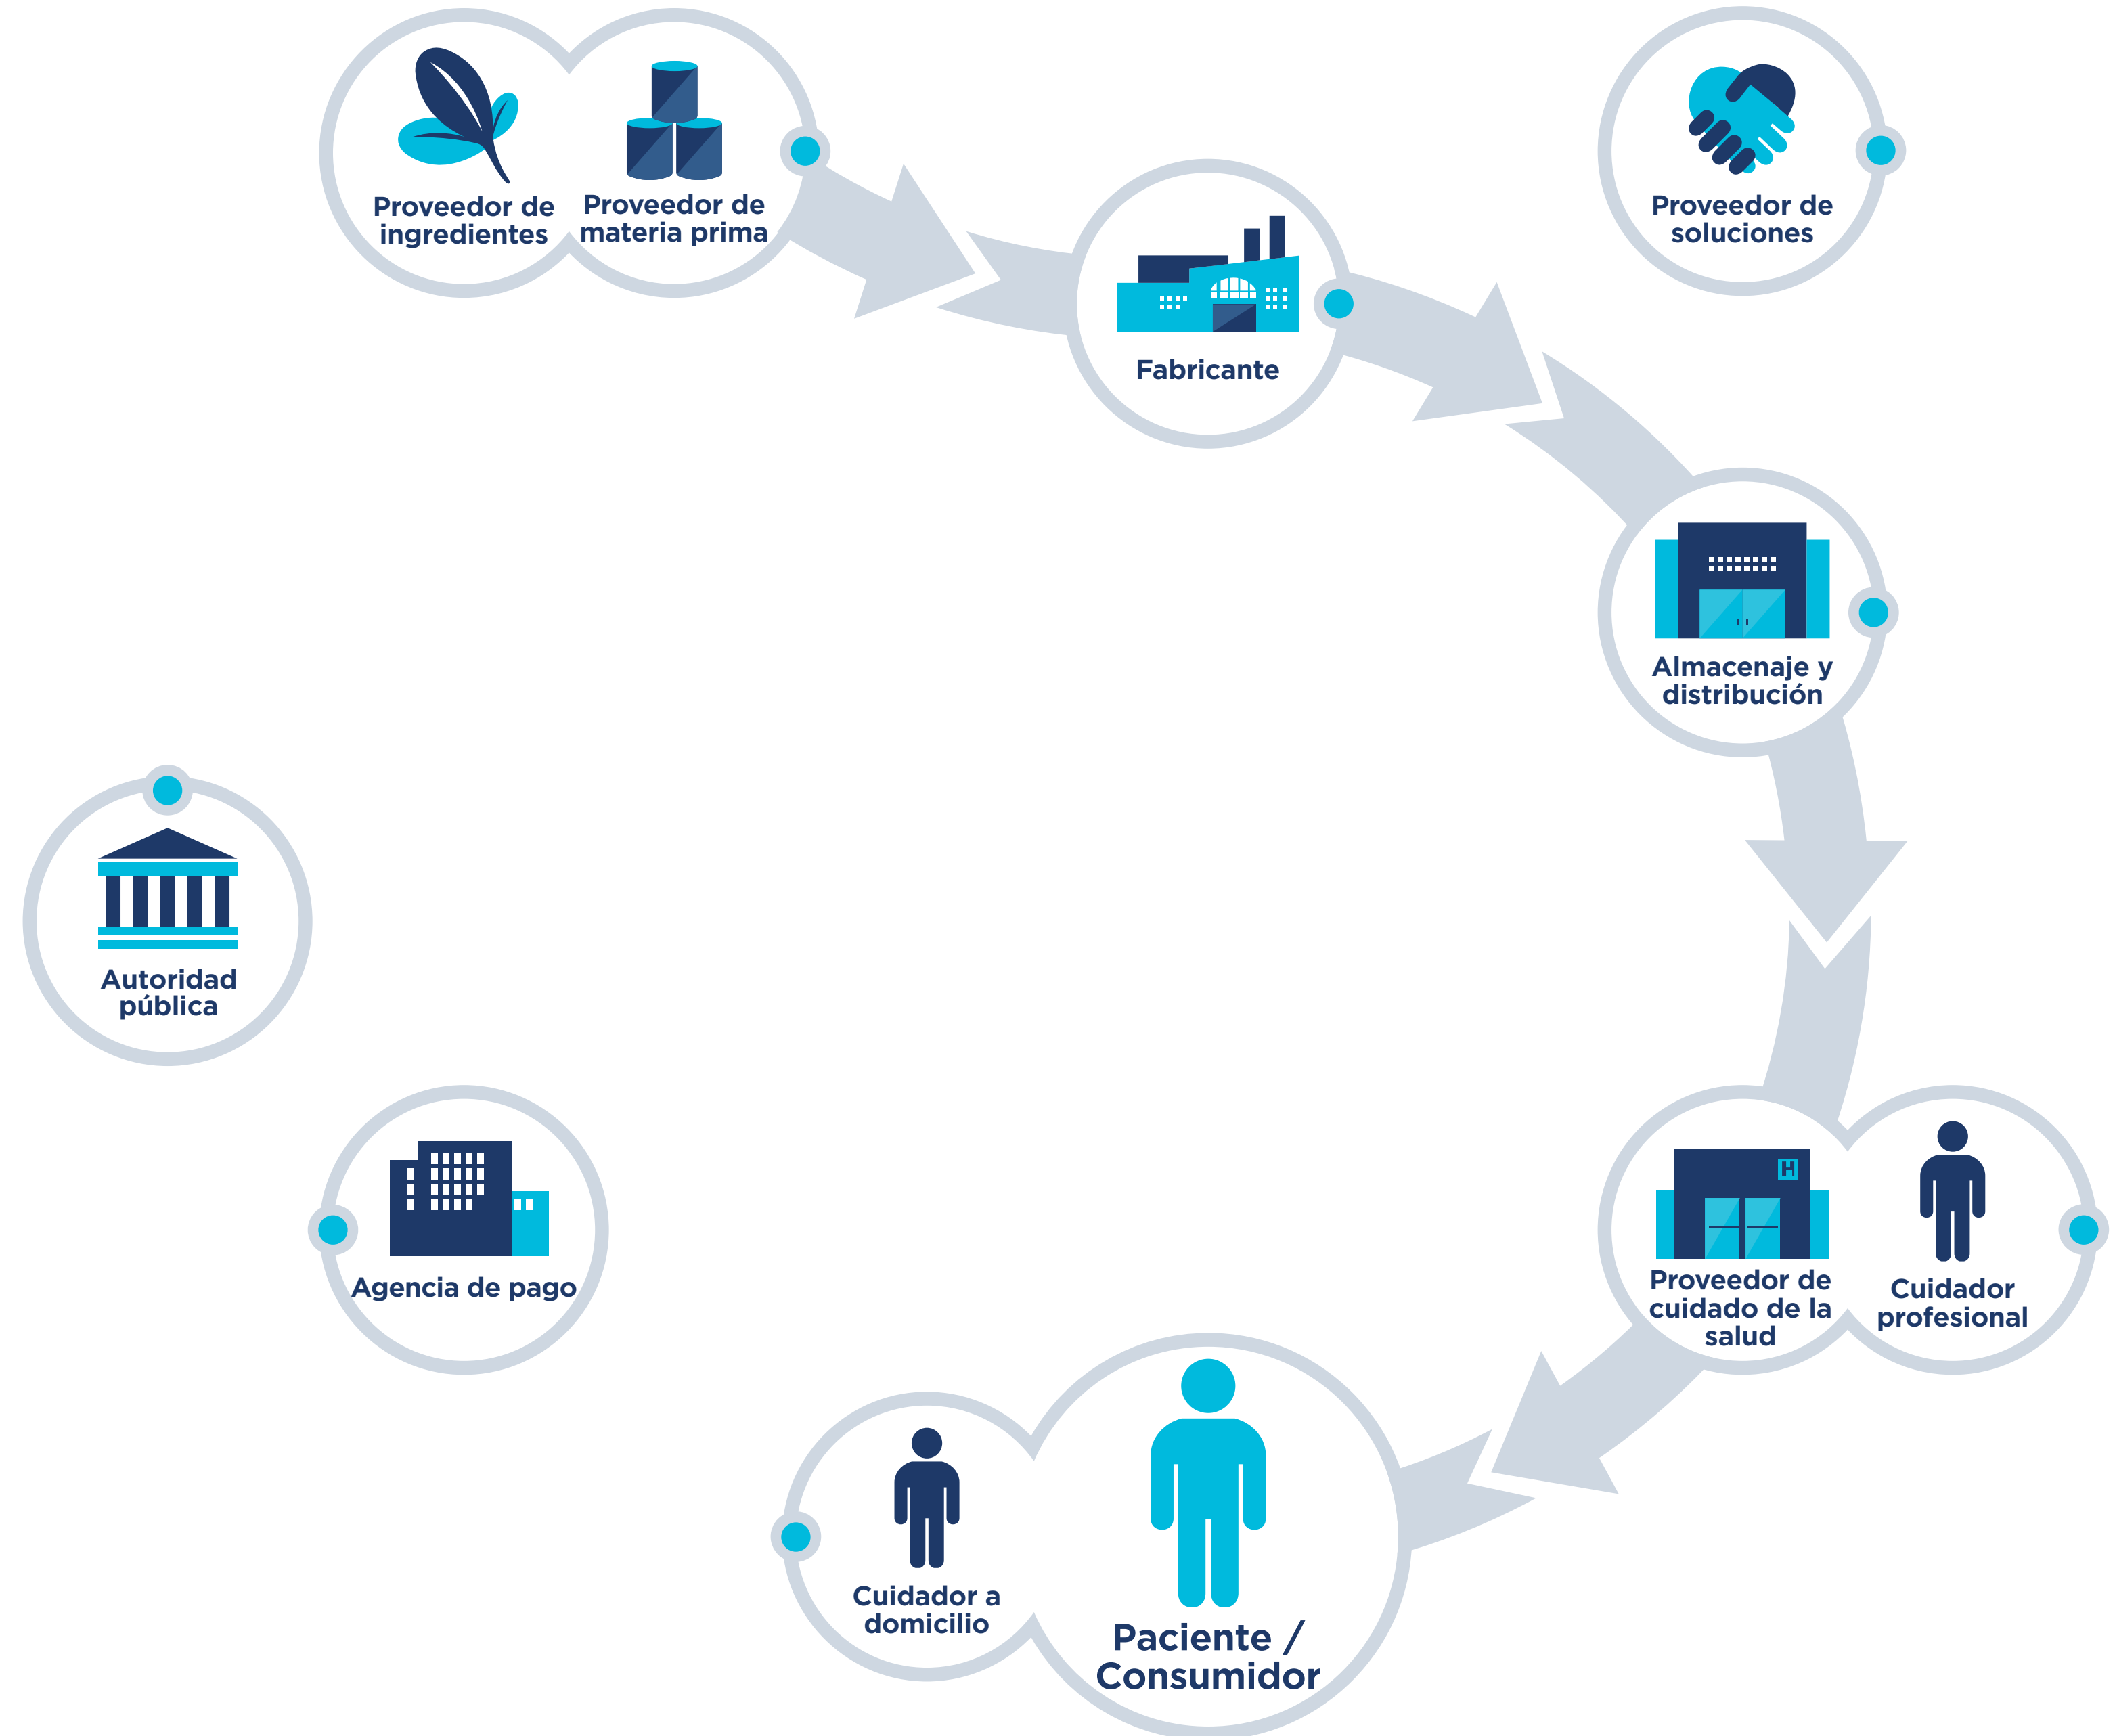 Proveedor de
ingredientes
Proveedor de
materia prima
Proveedor de
soluciones
Fabricante
Almacenaje y
distribución
Autoridad
pública
Agencia de pago
H
Proveedor de
cuidado de la
salud
Cuidador
profesional
Cuidador a
domicilio
Paciente /
Consumidor